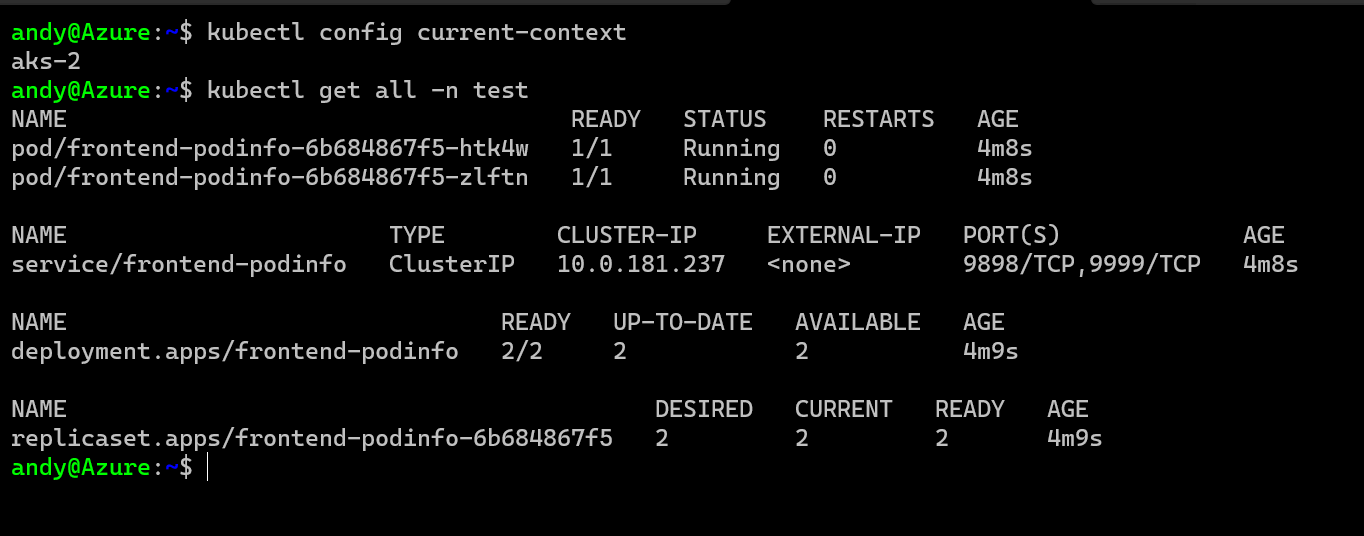 andy@Azure:~$ kubectl config current-context
aks-2
andy@Azure:~$ kubectl get all -n test
NAME                                    READY   STATUS    RESTARTS   AGE
pod/frontend-podinfo-6b684867f5-htk4w   1/1     Running   0          4m8s
pod/frontend-podinfo-6b684867f5-zlftn   1/1     Running   0          4m8s

NAME                       TYPE        CLUSTER-IP     EXTERNAL-IP   PORT(S)             AGE
service/frontend-podinfo   ClusterIP   10.0.181.237   <none>        9898/TCP,9999/TCP   4m8s

NAME                               READY   UP-TO-DATE   AVAILABLE   AGE
deployment.apps/frontend-podinfo   2/2     2            2           4m9s

NAME                                          DESIRED   CURRENT   READY   AGE
replicaset.apps/frontend-podinfo-6b684867f5   2         2         2       4m9s
andy@Azure:~$